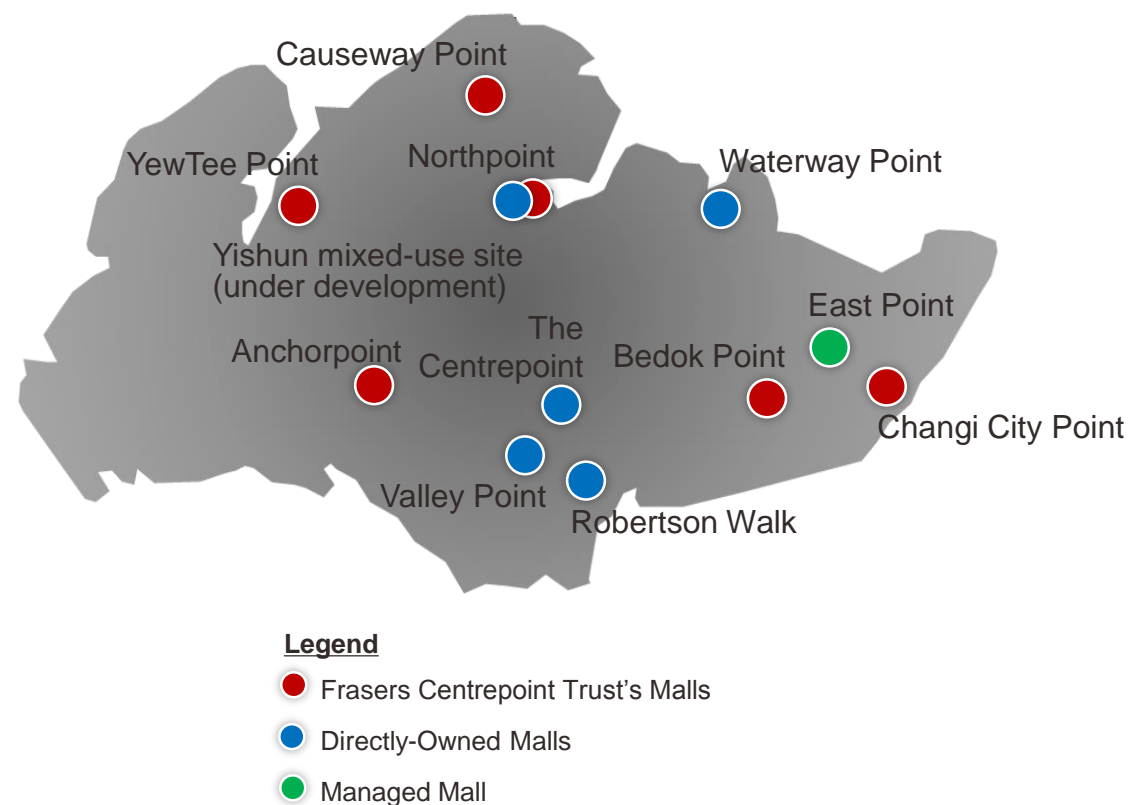 Causeway Point
YewTee Point
Northpoint
Waterway Point
Yishun mixed-use site
(under development)
East Point
The
Centrepoint
Anchorpoint
Bedok Point
Changi City Point
Valley Point
Robertson Walk
Legend
Frasers Centrepoint Trust's Malls
Directly-Owned Malls
Managed Mall